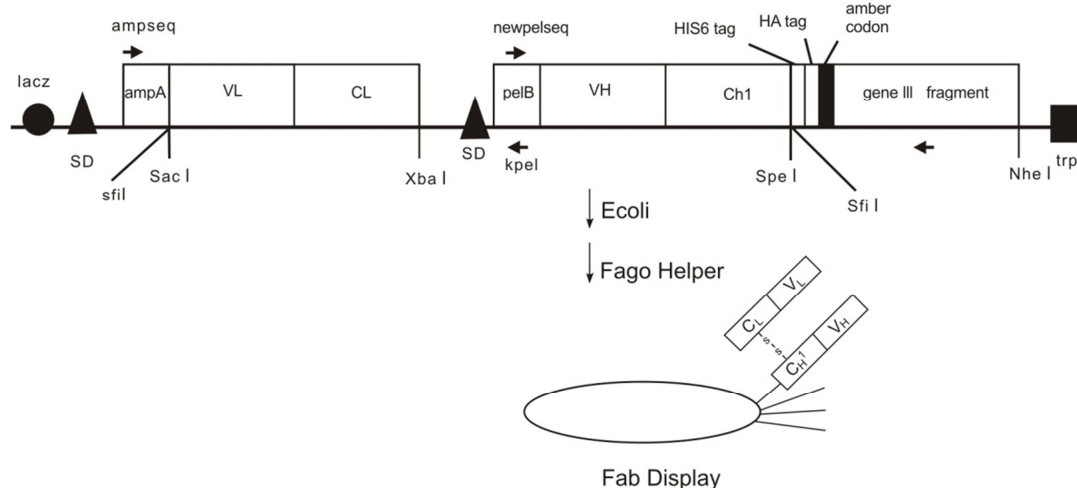 ampseq
newpelseq
HIS6 tag
HA tag
amber
codon
lacz
ampA
VL
CL
pelB
VH
Ch1
gene III fragment
SD
SD
kpel
trp
sfiI
Sac I
Xba I
Spe I
Sfi I
Nhe I
Ecoli
Fago Helper
CL
VL
s-s
CH1
VH
Fab Display